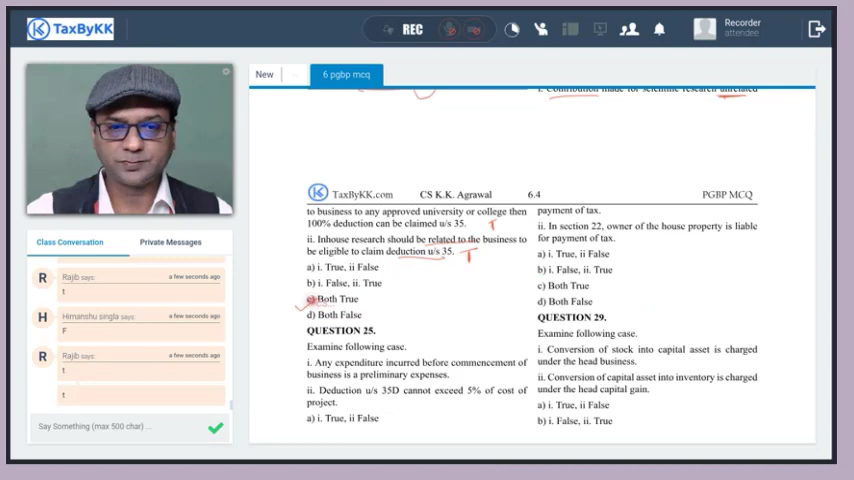 TaxByKK
REC
Recorder
attendee
New
6 pgbp mcq
Class Conversation
Private Messages
R
Rajib says:
a few seconds ago
t
H
Himanshu singla says:
a few seconds ago
F
R
Rajib says:
a few seconds ago
t
t
Say Something (max 500 char) ...
i. Contribution made for scientific research unrelated
TaxByKK.com
CS K.K. Agrawal
6.4
PGBP MCQ
to business to any approved university or college then
100% deduction can be claimed u/s 35.
T
ii. Inhouse research should be related to the business to
be eligible to claim deduction u/s 35.
T
a) i. True, ii False
b) i. False, ii. True
c) Both True
d) Both False
QUESTION 25.
Examine following case.
i. Any expenditure incurred before commencement of
business is a preliminary expenses.
ii. Deduction u/s 35D cannot exceed 5% of cost of
project.
a) i. True, ii False
payment of tax.
ii. In section 22, owner of the house property is liable
for payment of tax.
a) i. True, ii False
b) i. False, ii. True
c) Both True
d) Both False
QUESTION 29.
Examine following case.
i. Conversion of stock into capital asset is charged
under the head business.
ii. Conversion of capital asset into inventory is charged
under the head capital gain.
a) i. True, ii False
b) i. False, ii. True